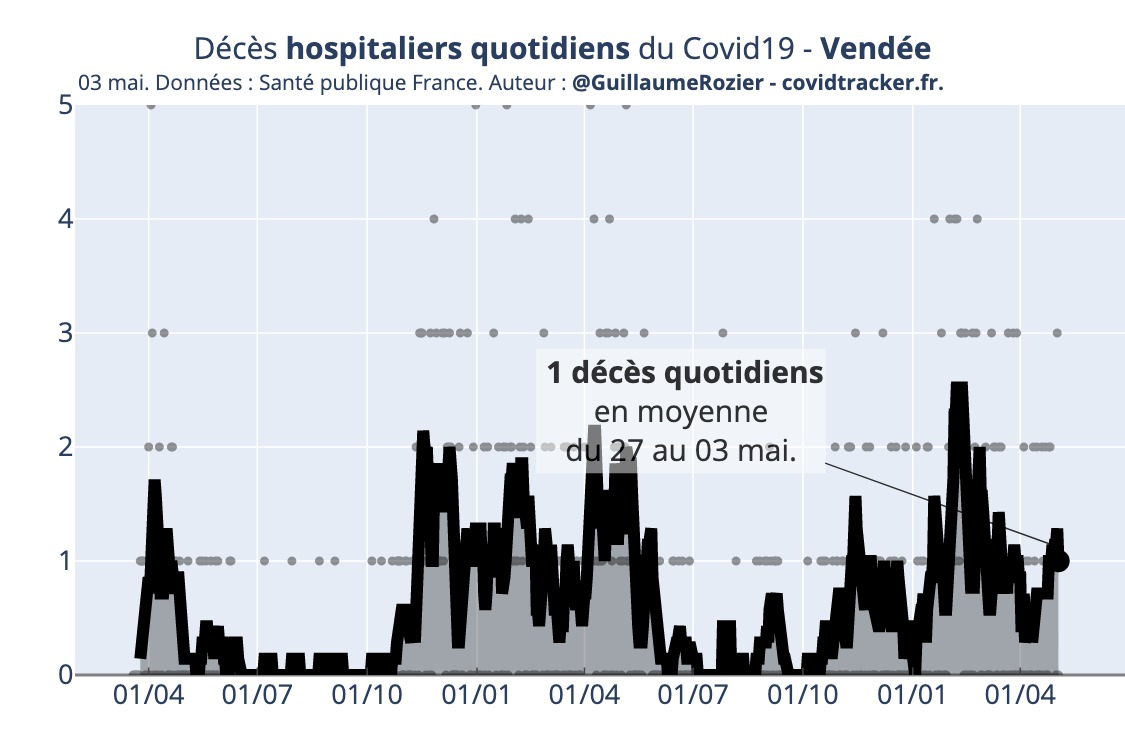 Décès hospitaliers quotidiens du Covid19 - Vendée
03 mai. Données : Santé publique France. Auteur : @GuillaumeRozier - covidtracker.fr.
5
4
3
1 décès quotidiens
en moyenne
du 27 au 03 mai.
2
1
0
01/04 01/07 01/10 01/01 01/04 01/07 01/10 01/01 01/04